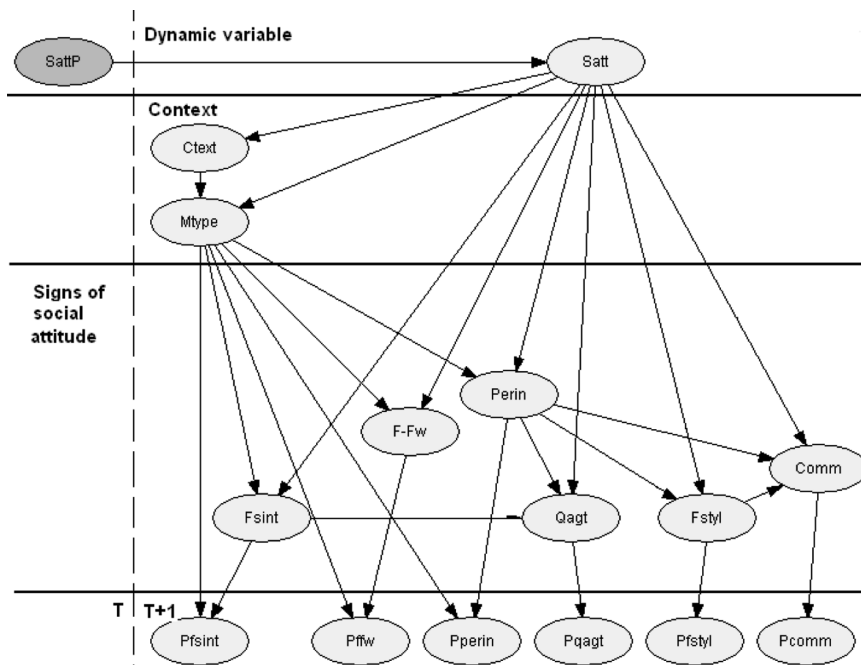 Dynamic variable
SattP
Satt
Context
Ctext
Mtype
Signs of
social
attitude
Perin
F-Fw
Comm
Fsint
Qagt
Fstyl
T
T+1
Pfsint
Pffw
Pperin
Pqagt
Pfstyl
Pcomm